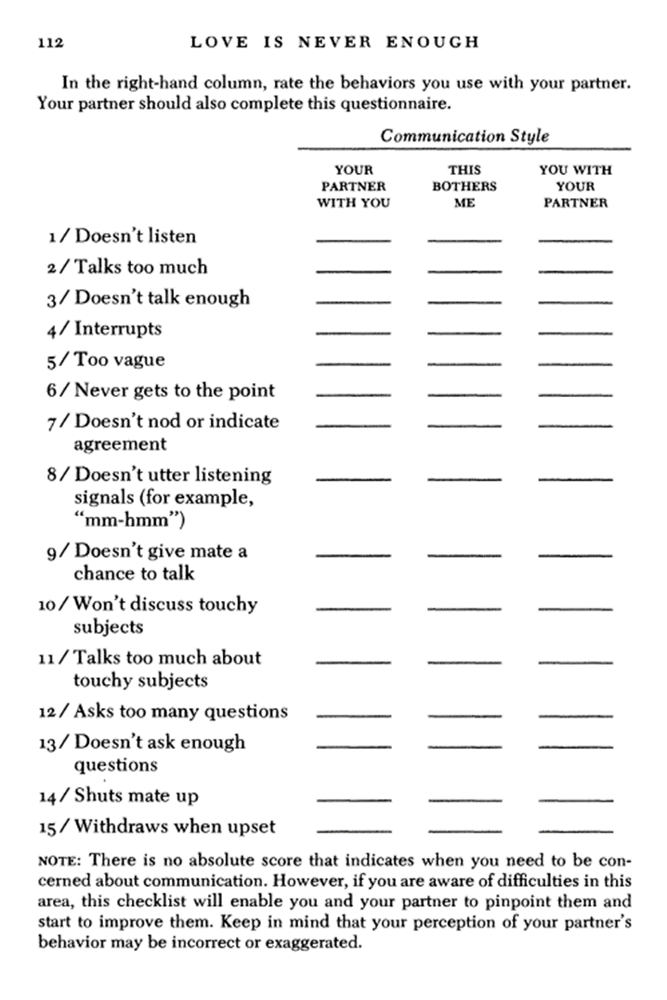 112 LOVE IS NEVER ENOUGH
In the right-hand column, rate the behaviors you use with your partner.
Your partner should also complete this questionnaire.
Communication Style
YOUR PARTNER WITH YOU
THIS BOTHERS ME
YOU WITH YOUR PARTNER
1/ Doesn't listen
2/ Talks too much
3/ Doesn't talk enough
4/ Interrupts
5/ Too vague
6/ Never gets to the point
7/ Doesn't nod or indicate
agreement
8/ Doesn't utter listening
signals (for example,
“mm-hmm”)
9/ Doesn't give mate a
chance to talk
10/ Won't discuss touchy
subjects
11/ Talks too much about
touchy subjects
12/ Asks too many questions
13/ Doesn't ask enough
questions
14/ Shuts mate up
15/ Withdraws when upset
NOTE: There is no absolute score that indicates when you need to be con-
cerned about communication. However, if you are aware of difficulties in this
area, this checklist will enable you and your partner to pinpoint them and
start to improve them. Keep in mind that your perception of your partner's
behavior may be incorrect or exaggerated.